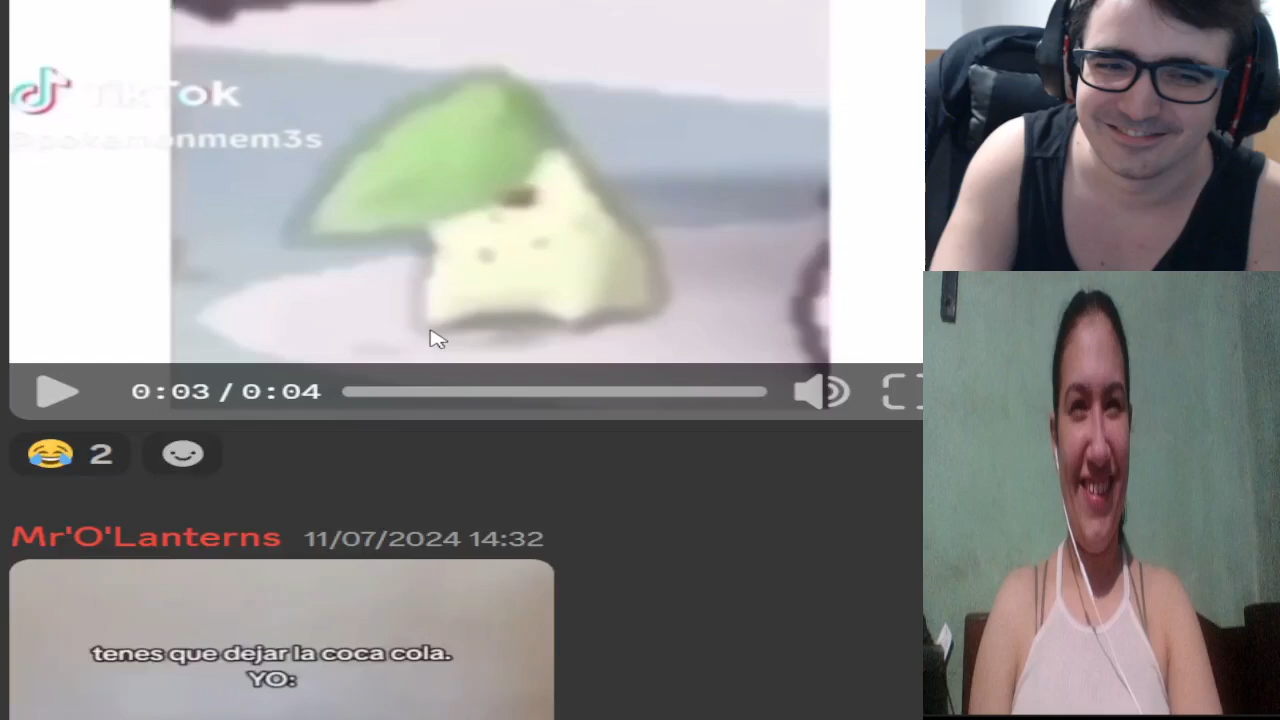 TikTok
@pokemonmem3s
0:03 / 0:04
2
Mr'O'Lanterns 11/07/2024 14:32
tenes que dejar la coca cola.
YO: